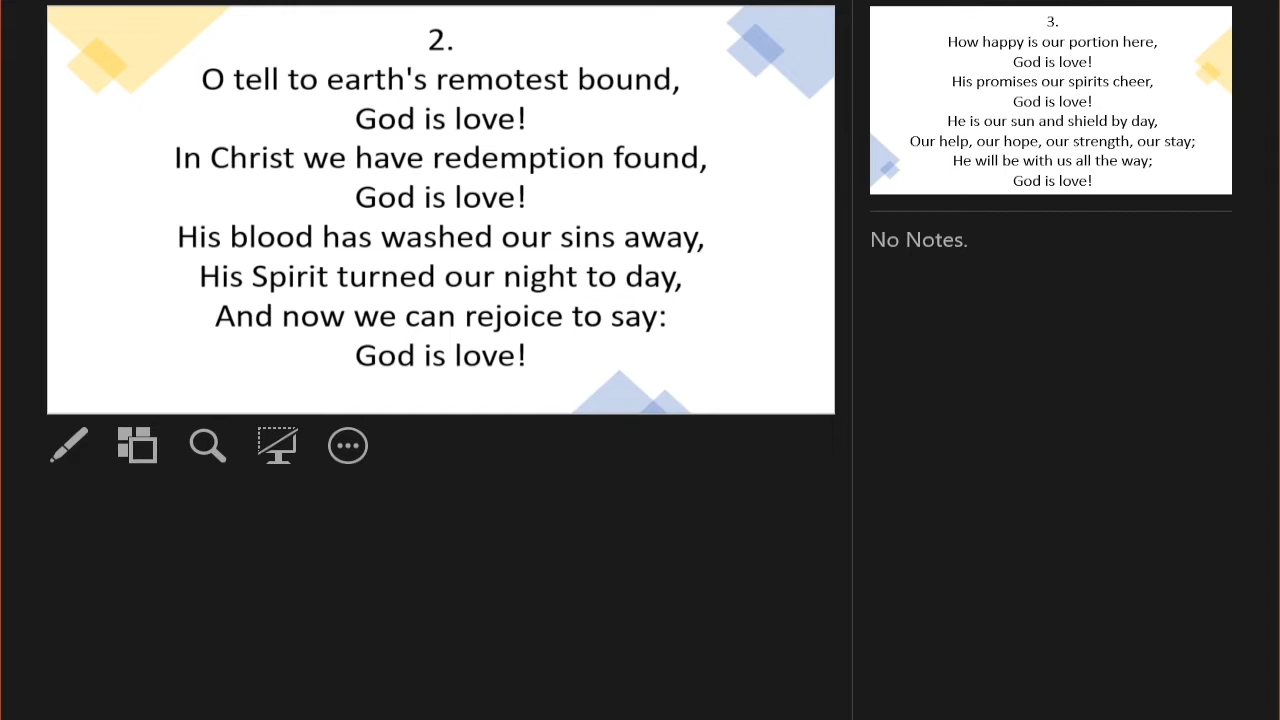 2.
O tell to earth's remotest bound,
God is love!
In Christ we have redemption found,
God is love!
His blood has washed our sins away,
His Spirit turned our night to day,
And now we can rejoice to say:
God is love!
3.
How happy is our portion here,
God is love!
His promises our spirits cheer,
God is love!
He is our sun and shield by day,
Our help, our hope, our strength, our stay;
He will be with us all the way;
God is love!
No Notes.